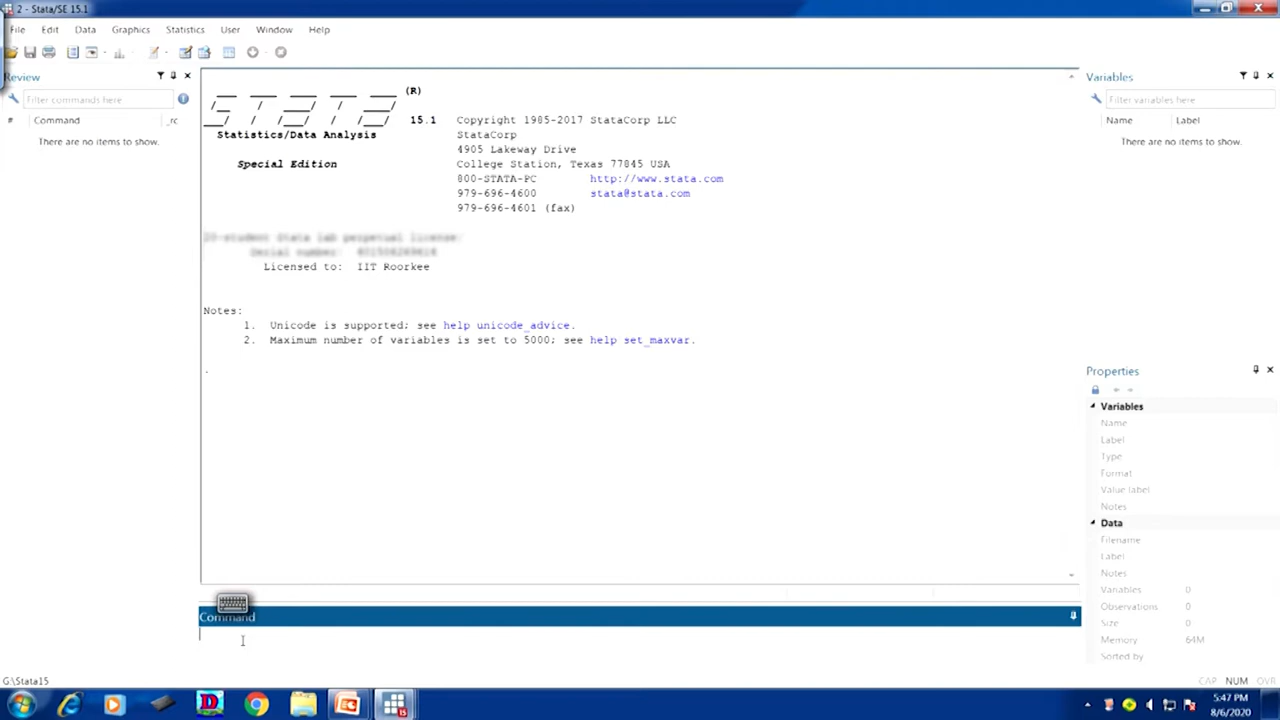 2 - Stata/SE 15.1
File Edit Data Graphics Statistics User Window Help
Review
Filter commands here
# Command _rc
There are no items to show.
(R)
15.1 Copyright 1985-2017 StataCorp LLC
Statistics/Data Analysis StataCorp
4905 Lakeway Drive
Special Edition College Station, Texas 77845 USA
800-STATA-PC http://www.stata.com
979-696-4600 stata@stata.com
979-696-4601 (fax)
Licensed to: IIT Roorkee
Notes:
1. Unicode is supported; see help unicode_advice.
2. Maximum number of variables is set to 5000; see help set_maxvar.
.
Command
Variables
Filter variables here
Name Label
There are no items to show.
Properties
Variables
Name
Label
Type
Format
Value label
Notes
Data
Filename
Label
Notes
Variables 0
Observations 0
Size 0
Memory 64M
Sorted by
G:\Stata15
CAP NUM OVR
15
5:47 PM
8/6/2020